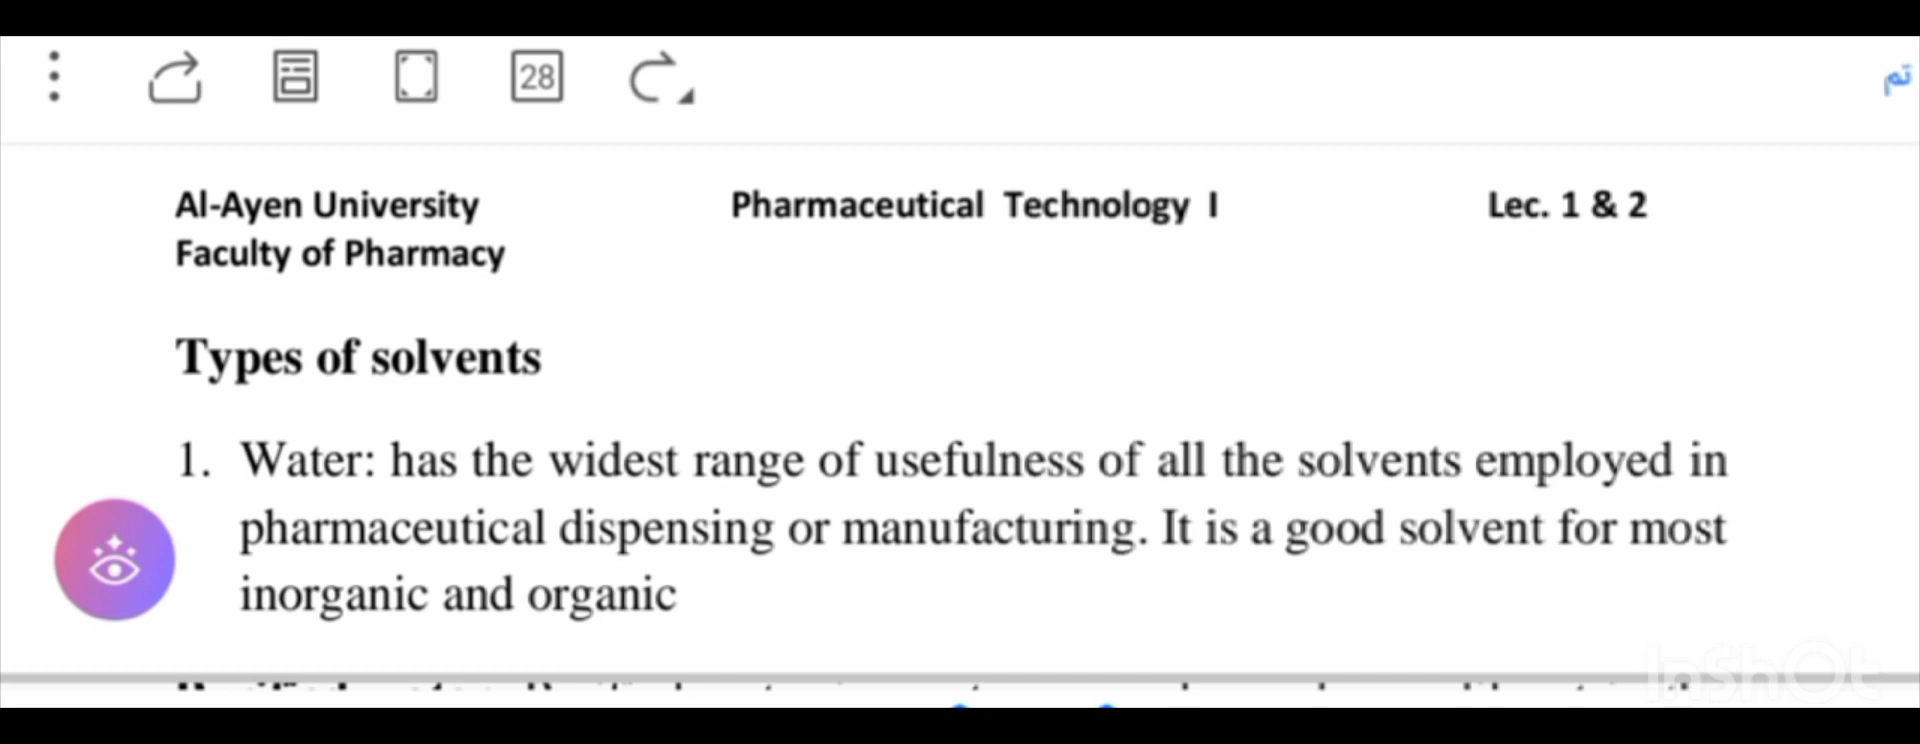 28
تم
Al-Ayen University Pharmaceutical Technology I Lec. 1 & 2
Faculty of Pharmacy
Types of solvents
1. Water: has the widest range of usefulness of all the solvents employed in
pharmaceutical dispensing or manufacturing. It is a good solvent for most
inorganic and organic
InShOt